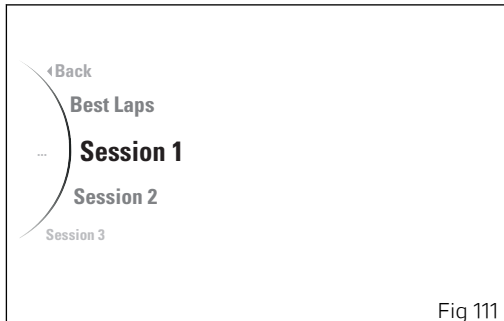 Back
Best Laps
...
Session 1
Session 2
Session 3
Fig 111